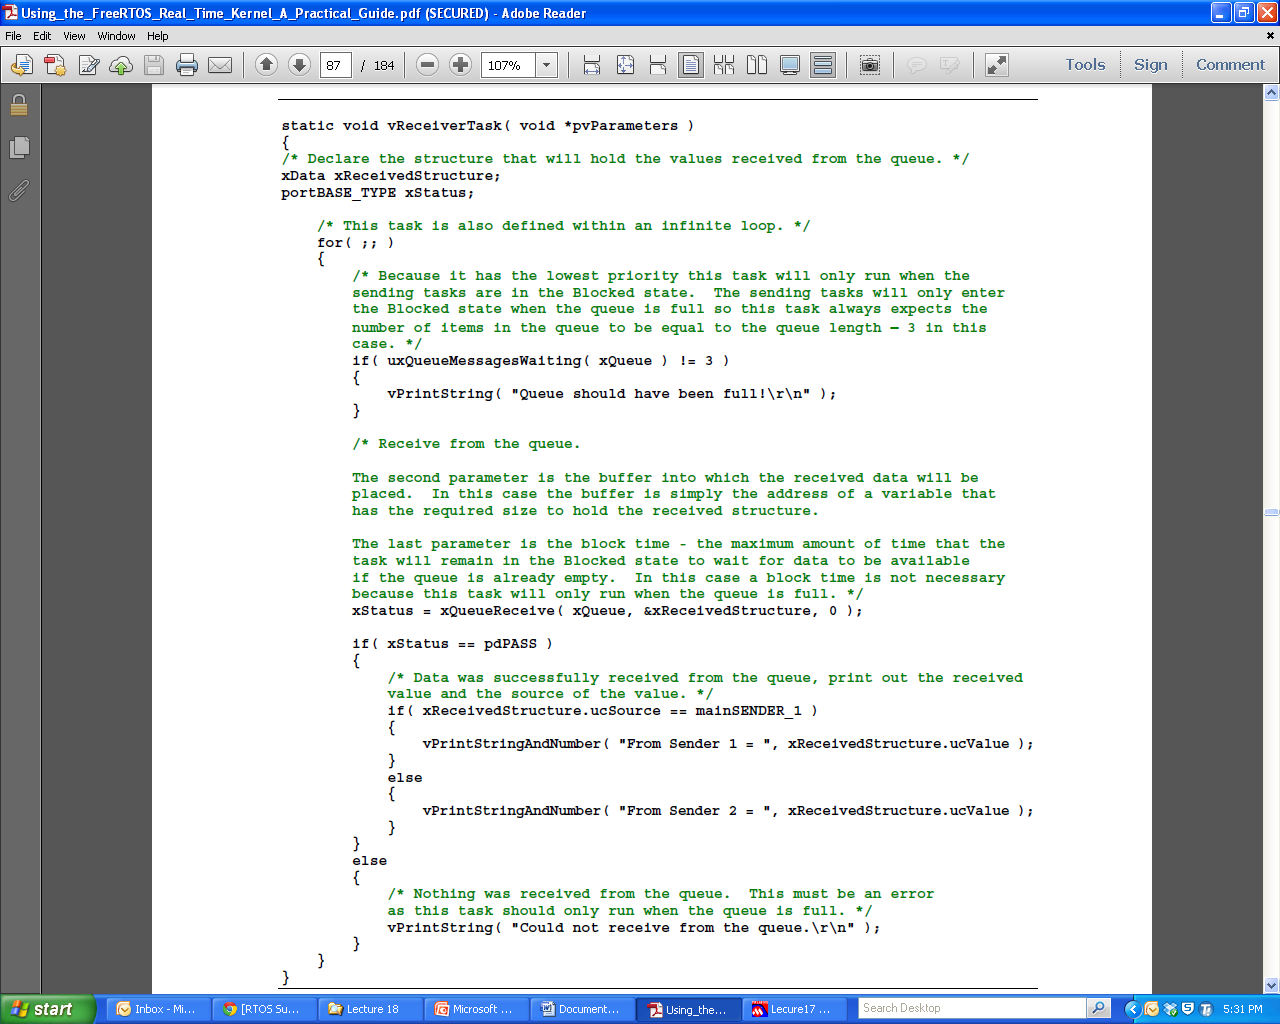 Using_the_FreeRTOS_Real_Time_Kernel_A_Practical_Guide.pdf (SECURED) - Adobe Reader
File Edit View Window Help
87 / 184 107% Tools Sign Comment
static void vReceiverTask( void *pvParameters )
{
/* Declare the structure that will hold the values received from the queue. */
xData xReceivedStructure;
portBASE_TYPE xStatus;
/* This task is also defined within an infinite loop. */
for( ;; )
{
/* Because it has the lowest priority this task will only run when the
sending tasks are in the Blocked state.  The sending tasks will only enter
the Blocked state when the queue is full so this task always expects the
number of items in the queue to be equal to the queue length – 3 in this
case. */
if( uxQueueMessagesWaiting( xQueue ) != 3 )
{
vPrintString( "Queue should have been full!\r\n" );
}
/* Receive from the queue.
The second parameter is the buffer into which the received data will be
placed.  In this case the buffer is simply the address of a variable that
has the required size to hold the received structure.
The last parameter is the block time - the maximum amount of time that the
task will remain in the Blocked state to wait for data to be available
if the queue is already empty.  In this case a block time is not necessary
because this task will only run when the queue is full. */
xStatus = xQueueReceive( xQueue, &xReceivedStructure, 0 );
if( xStatus == pdPASS )
{
/* Data was successfully received from the queue, print out the received
value and the source of the value. */
if( xReceivedStructure.ucSource == mainSENDER_1 )
{
vPrintStringAndNumber( "From Sender 1 = ", xReceivedStructure.ucValue );
}
else
{
vPrintStringAndNumber( "From Sender 2 = ", xReceivedStructure.ucValue );
}
}
else
{
/* Nothing was received from the queue.  This must be an error
as this task should only run when the queue is full. */
vPrintString( "Could not receive from the queue.\r\n" );
}
}
}
start Inbox - Mi... [RTOS Su... Lecture 18 Microsoft ... Document... Using_the... Lecure17 ... Search Desktop 5:31 PM